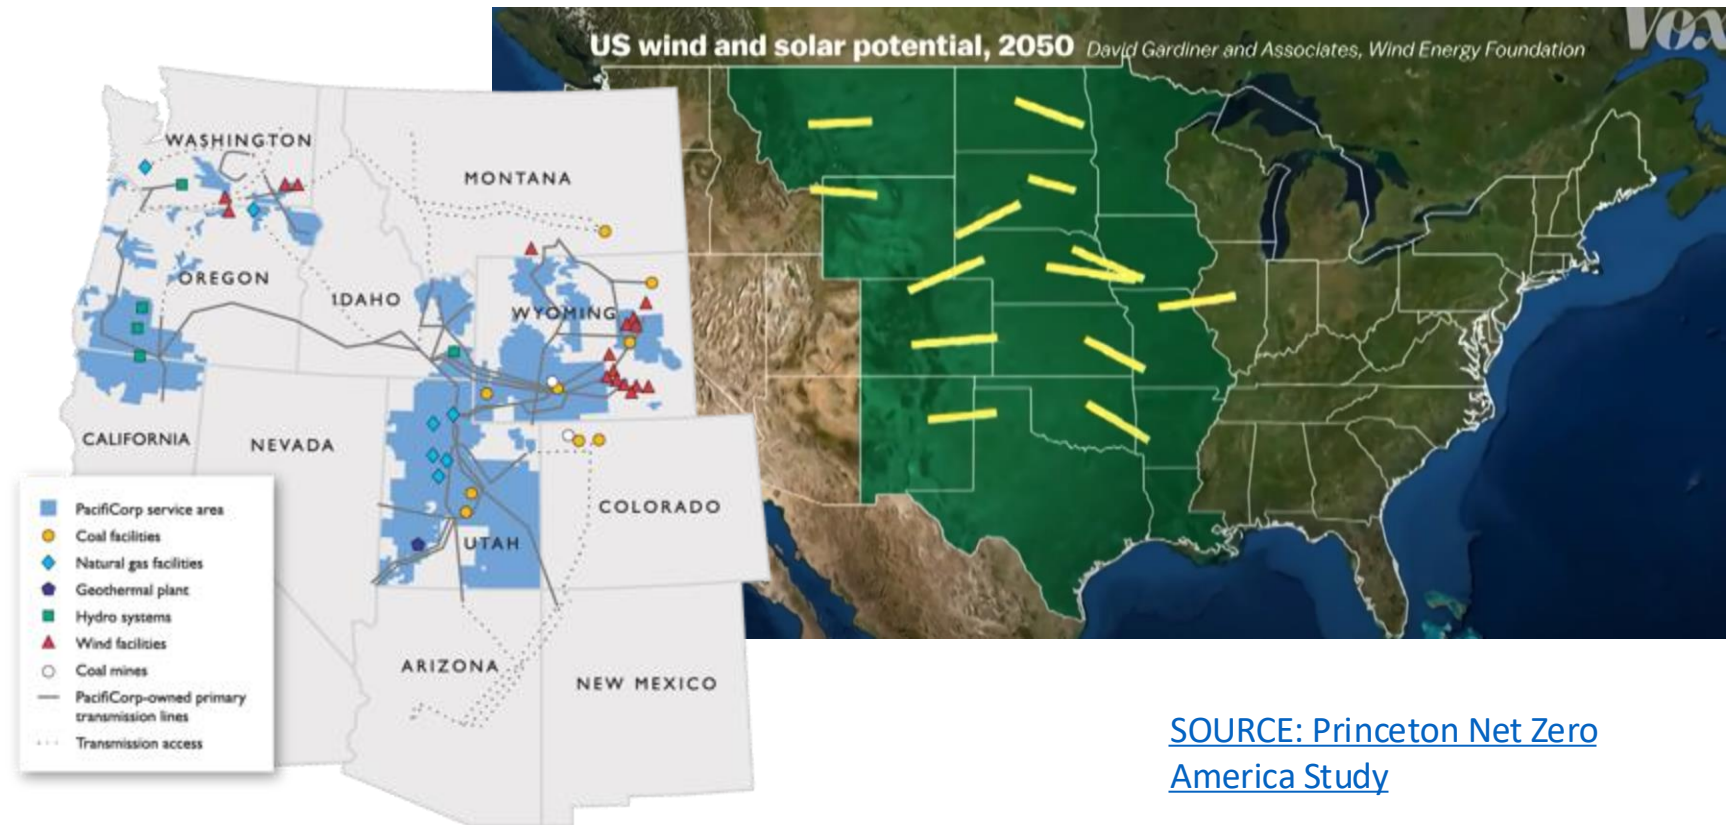 US wind and solar potential, 2050 David Gardiner and Associates, Wind Energy Foundation
Vox
WASHINGTON
MONTANA
OREGON
IDAHO
WYOMING
CALIFORNIA
NEVADA
COLORADO
UTAH
ARIZONA
NEW MEXICO
PacifiCorp service area
Coal facilities
Natural gas facilities
Geothermal plant
Hydro systems
Wind facilities
Coal mines
PacifiCorp-owned primary
transmission lines
Transmission access
SOURCE: Princeton Net Zero
America Study